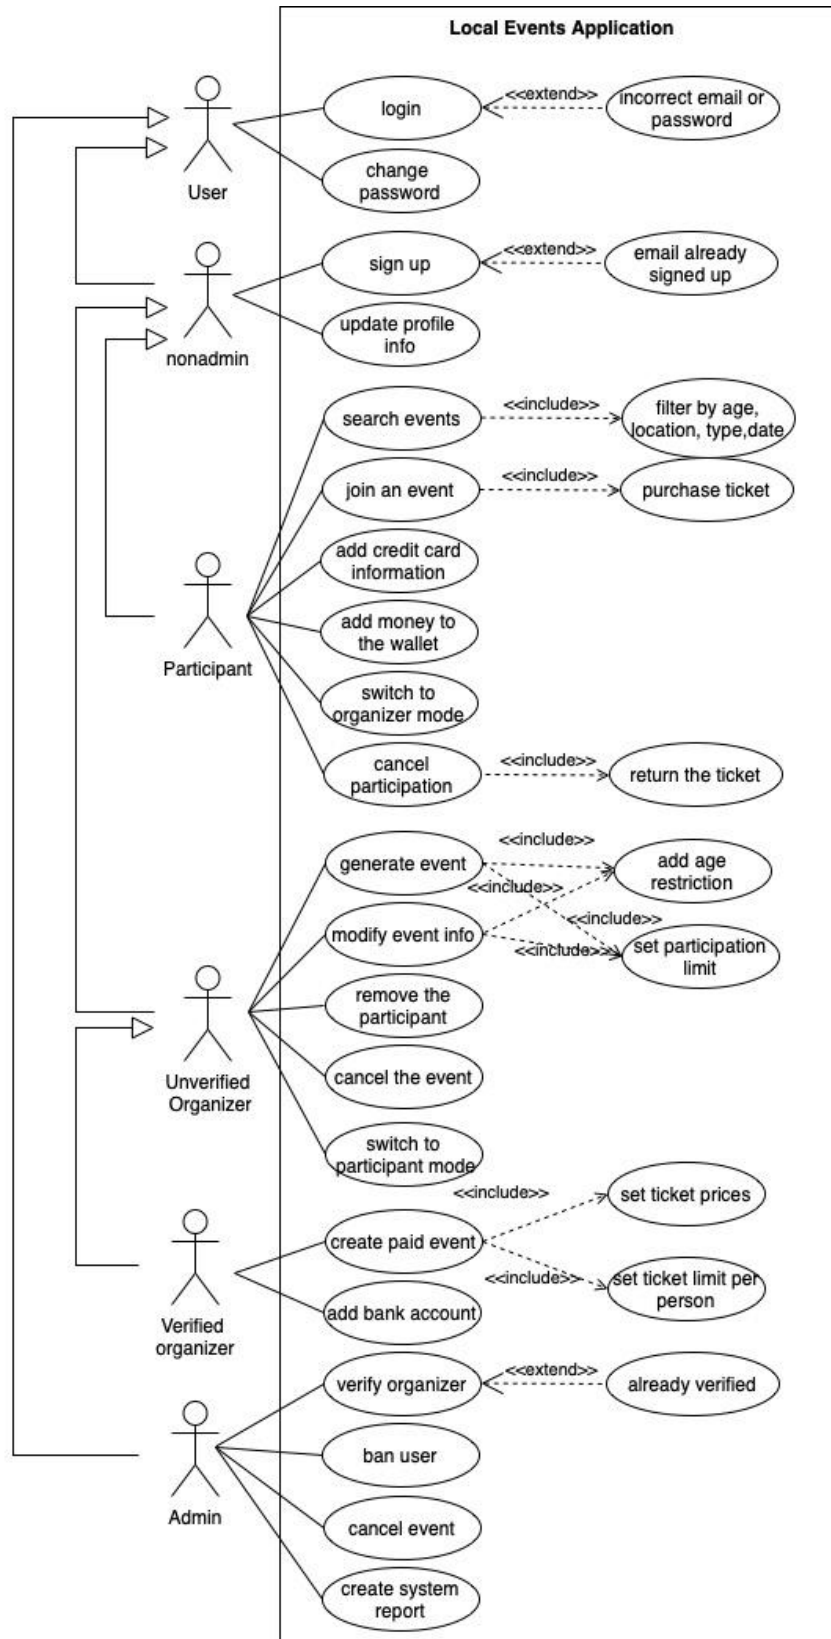 Local Events Application
<<extend>>
login
incorrect email or
password
change
password
User
<<extend>>
sign up
email already
signed up
update profile
info
nonadmin
<<include>>
search events
filter by age,
location, type,date
<<include>>
join an event
purchase ticket
add credit card
information
add money to
the wallet
Participant
switch to
organizer mode
<<include>>
cancel
participation
return the ticket
<<include>>
generate event
add age
restriction
<<include>>
<<include>>
modify event info
<<include>>
set participation
limit
remove the
participant
cancel the event
Unverified
Organizer
switch to
participant mode
<<include>>
set ticket prices
create paid event
<<include>>
set ticket limit per
person
add bank account
Verified
organizer
<<extend>>
verify organizer
already verified
ban user
Admin
cancel event
create system
report